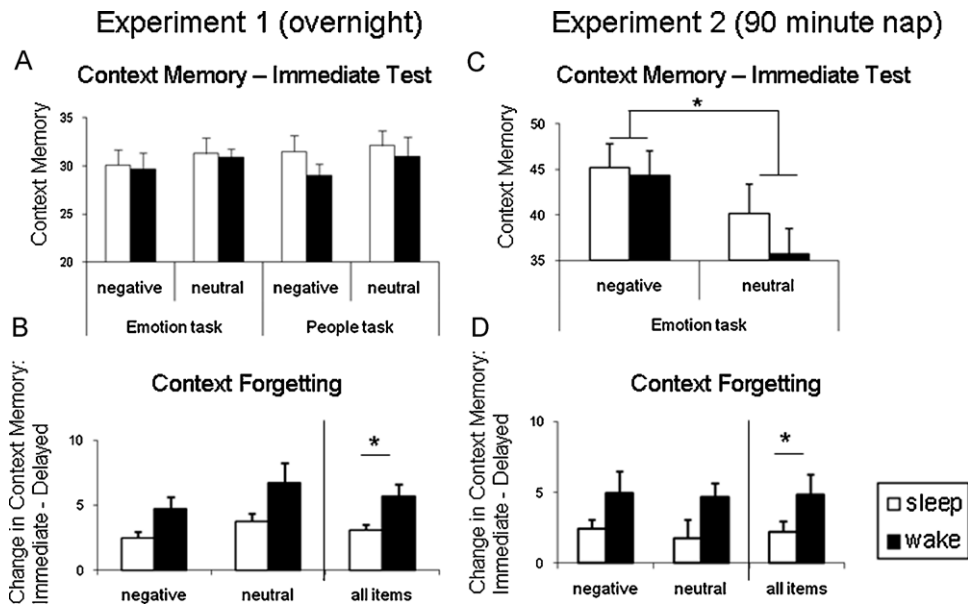 Experiment 1 (overnight)
A
Context Memory – Immediate Test
Context Memory
35
30
25
20
negative
neutral
negative
neutral
Emotion task
People task
B
Context Forgetting
Change in Context Memory:
Immediate - Delayed
10
5
0
*
negative
neutral
all items
Experiment 2 (90 minute nap)
C
Context Memory – Immediate Test
Context Memory
50
45
40
35
*
negative
neutral
Emotion task
D
Context Forgetting
Change in Context Memory:
Immediate - Delayed
10
5
0
*
negative
neutral
all items
sleep
wake